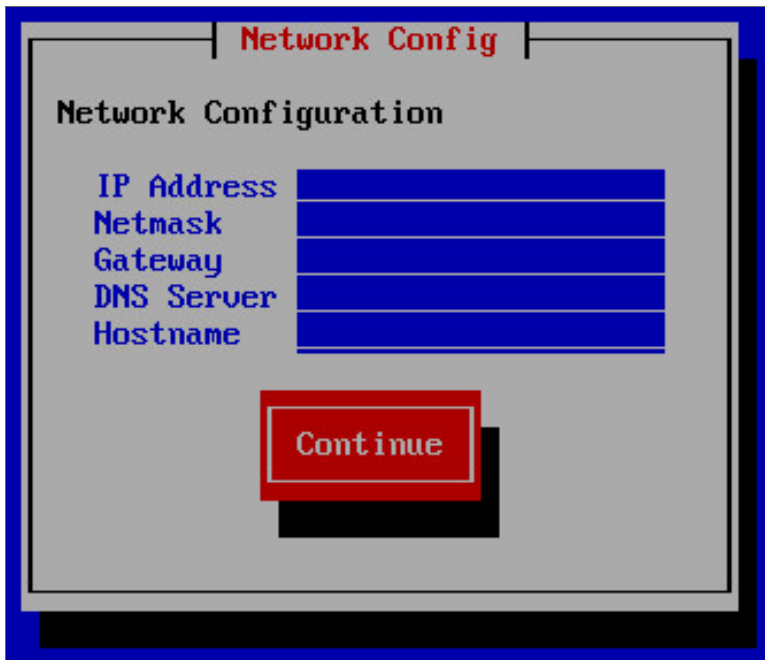 Network Config
Network Configuration
IP Address
Netmask
Gateway
DNS Server
Hostname
Continue